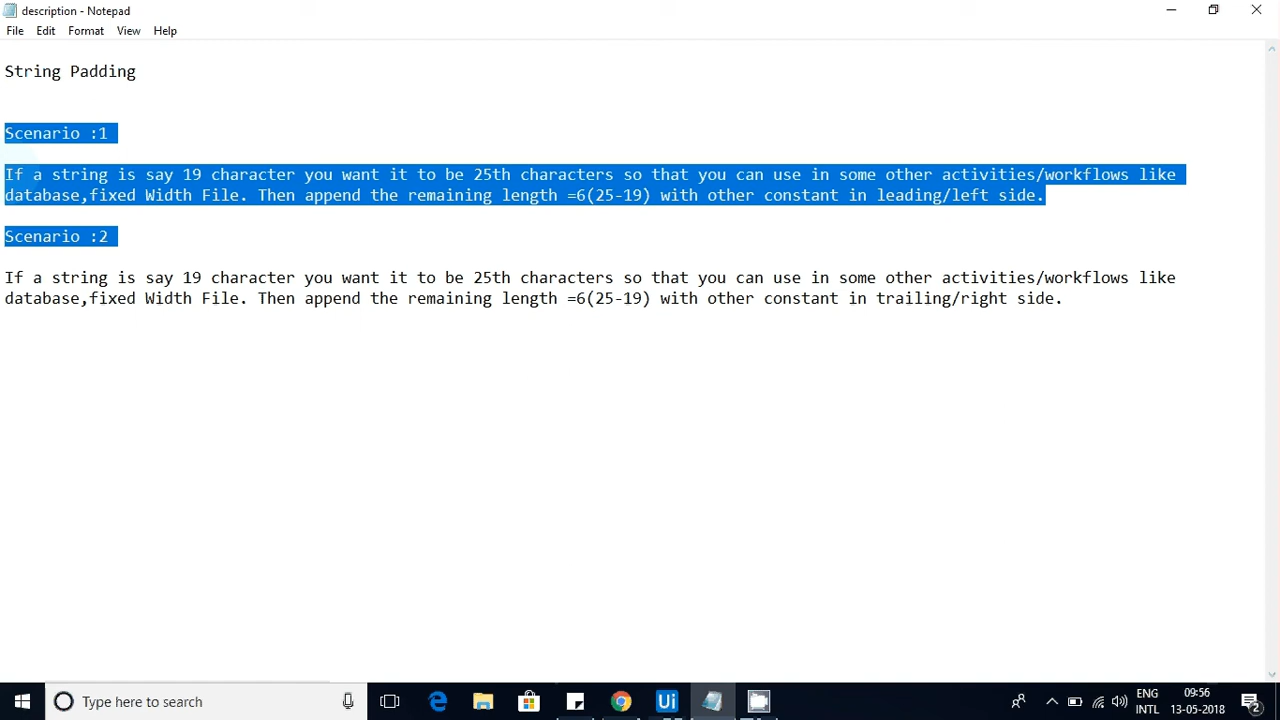 description - Notepad
File Edit Format View Help
String Padding
Scenario :1
If a string is say 19 character you want it to be 25th characters so that you can use in some other activities/workflows like
database,fixed Width File. Then append the remaining length =6(25-19) with other constant in leading/left side.
Scenario :2
If a string is say 19 character you want it to be 25th characters so that you can use in some other activities/workflows like
database,fixed Width File. Then append the remaining length =6(25-19) with other constant in trailing/right side.
Type here to search
Ui
ENG
INTL
09:56
13-05-2018
2